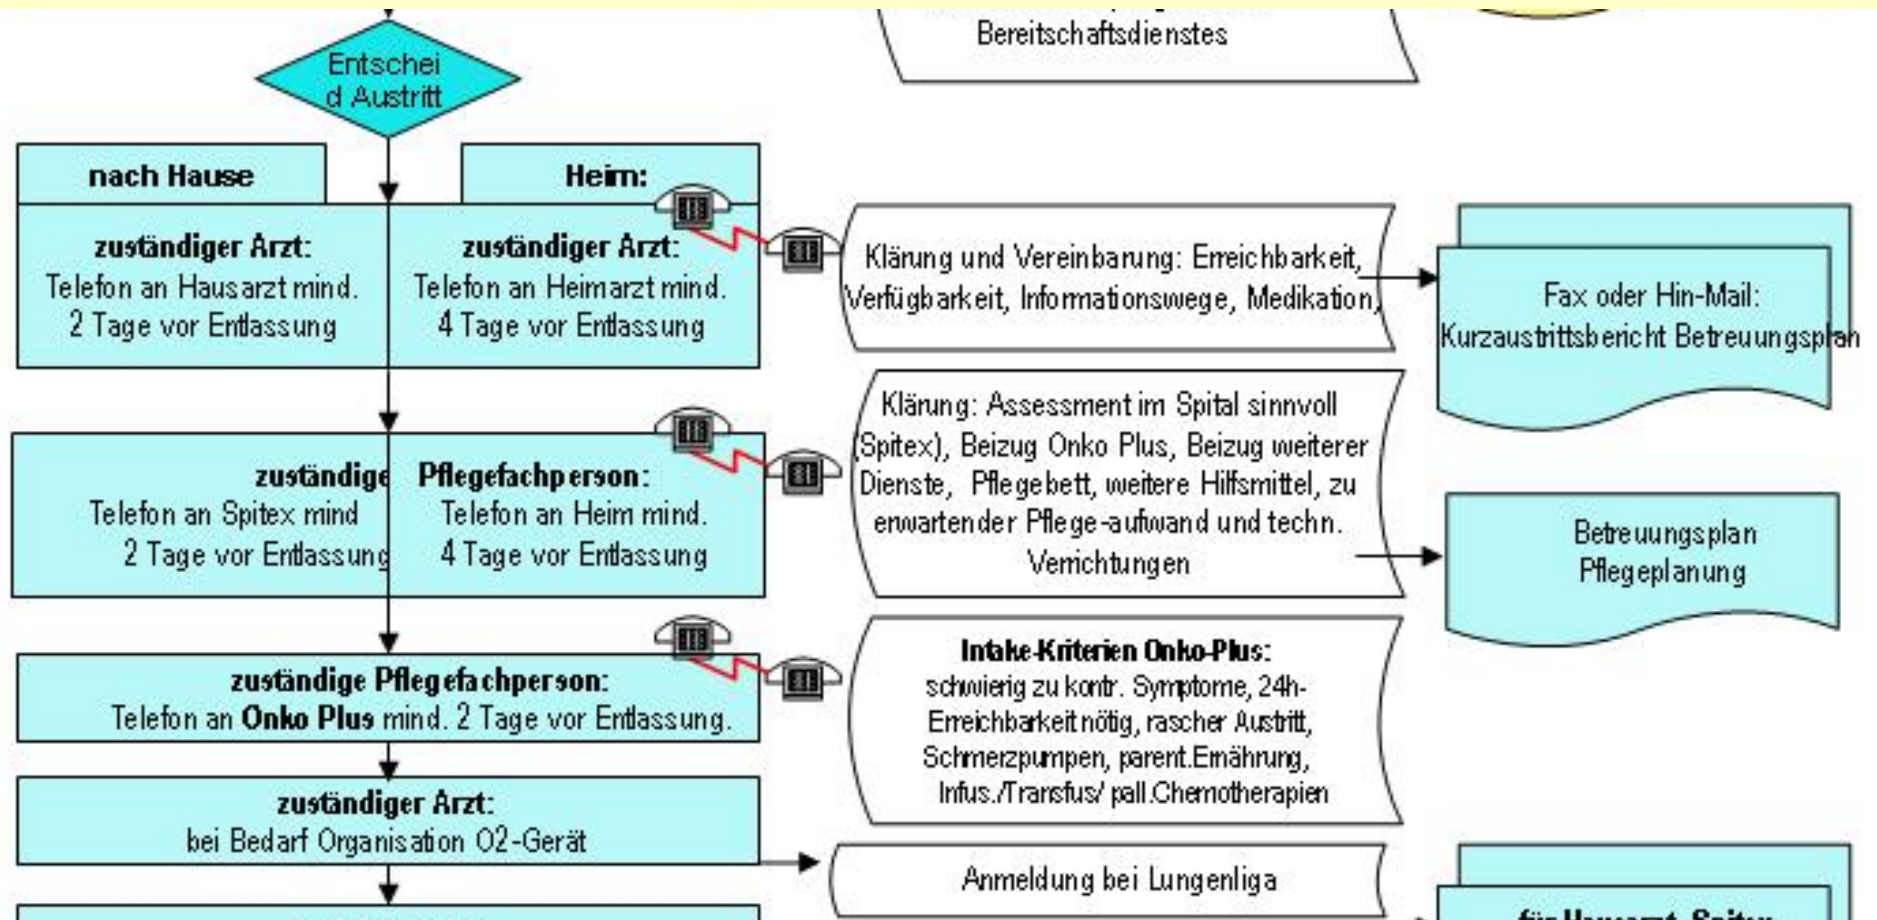 Bereitschaftsdienstes
Entschei
d Austritt
nach Hause
Heim:
zuständiger Arzt:
Telefon an Hausarzt mind.
2 Tage vor Entlassung
zuständiger Arzt:
Telefon an Heimarzt mind.
4 Tage vor Entlassung
Klärung und Vereinbarung: Erreichbarkeit,
Verfügbarkeit, Informationswege, Medikation,
Fax oder Hin-Mail:
Kurzaustrittsbericht Betreuungsplan
zuständige Pflegefachperson:
Telefon an Spitex mind
2 Tage vor Entlassung
Telefon an Heim mind.
4 Tage vor Entlassung
Klärung: Assessment im Spital sinnvoll
(Spitex), Beizug Onko Plus, Beizug weiterer
Dienste, Pflegebett, weitere Hilfsmittel, zu
erwartender Pflege-aufwand und techn.
Verrichtungen
Betreuungsplan
Pflegeplanung
zuständige Pflegefachperson:
Telefon an Onko Plus mind. 2 Tage vor Entlassung.
Intake-Kriterien Onko-Plus:
schwierig zu kontr. Symptome, 24h-
Erreichbarkeit nötig, rascher Austritt,
Schmerzpumpen, parent.Ernährung,
Infus./Transfus/ pall.Chemotherapien
zuständiger Arzt:
bei Bedarf Organisation O2-Gerät
Anmeldung bei Lungenliga
für Hausarzt, Spitex